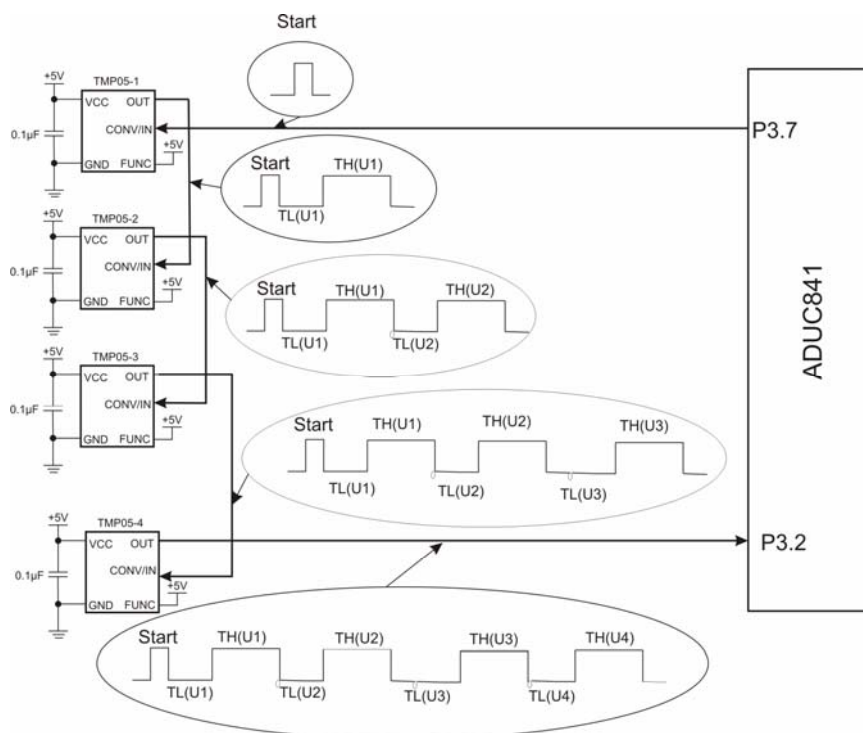 Start
+5V
TMP05-1
VCC OUT
0.1µF
CONV/IN
+5V
GND FUNC
P3.7
Start TH(U1)
TL(U1)
+5V
TMP05-2
VCC OUT
0.1µF
CONV/IN
+5V
GND FUNC
Start TH(U1) TH(U2)
TL(U1) TL(U2)
ADUC841
+5V
TMP05-3
VCC OUT
0.1µF
CONV/IN
+5V
GND FUNC
Start TH(U1) TH(U2) TH(U3)
TL(U1) TL(U2) TL(U3)
+5V
TMP05-4
VCC OUT
0.1µF
CONV/IN
+5V
GND FUNC
P3.2
Start TH(U1) TH(U2) TH(U3) TH(U4)
TL(U1) TL(U2) TL(U3) TL(U4)